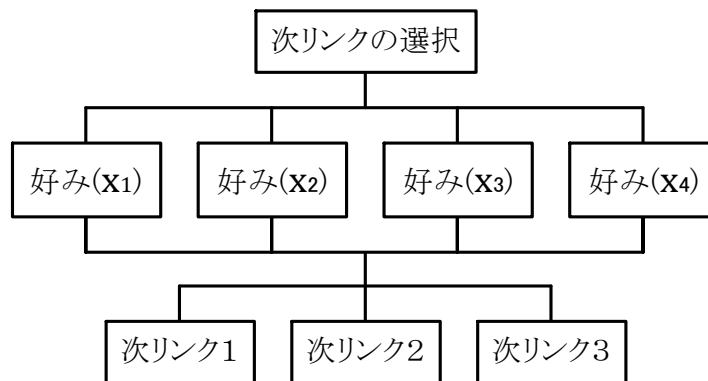 次リンクの選択
好み(X1)
好み(X2)
好み(X3)
好み(X4)
次リンク1
次リンク2
次リンク3